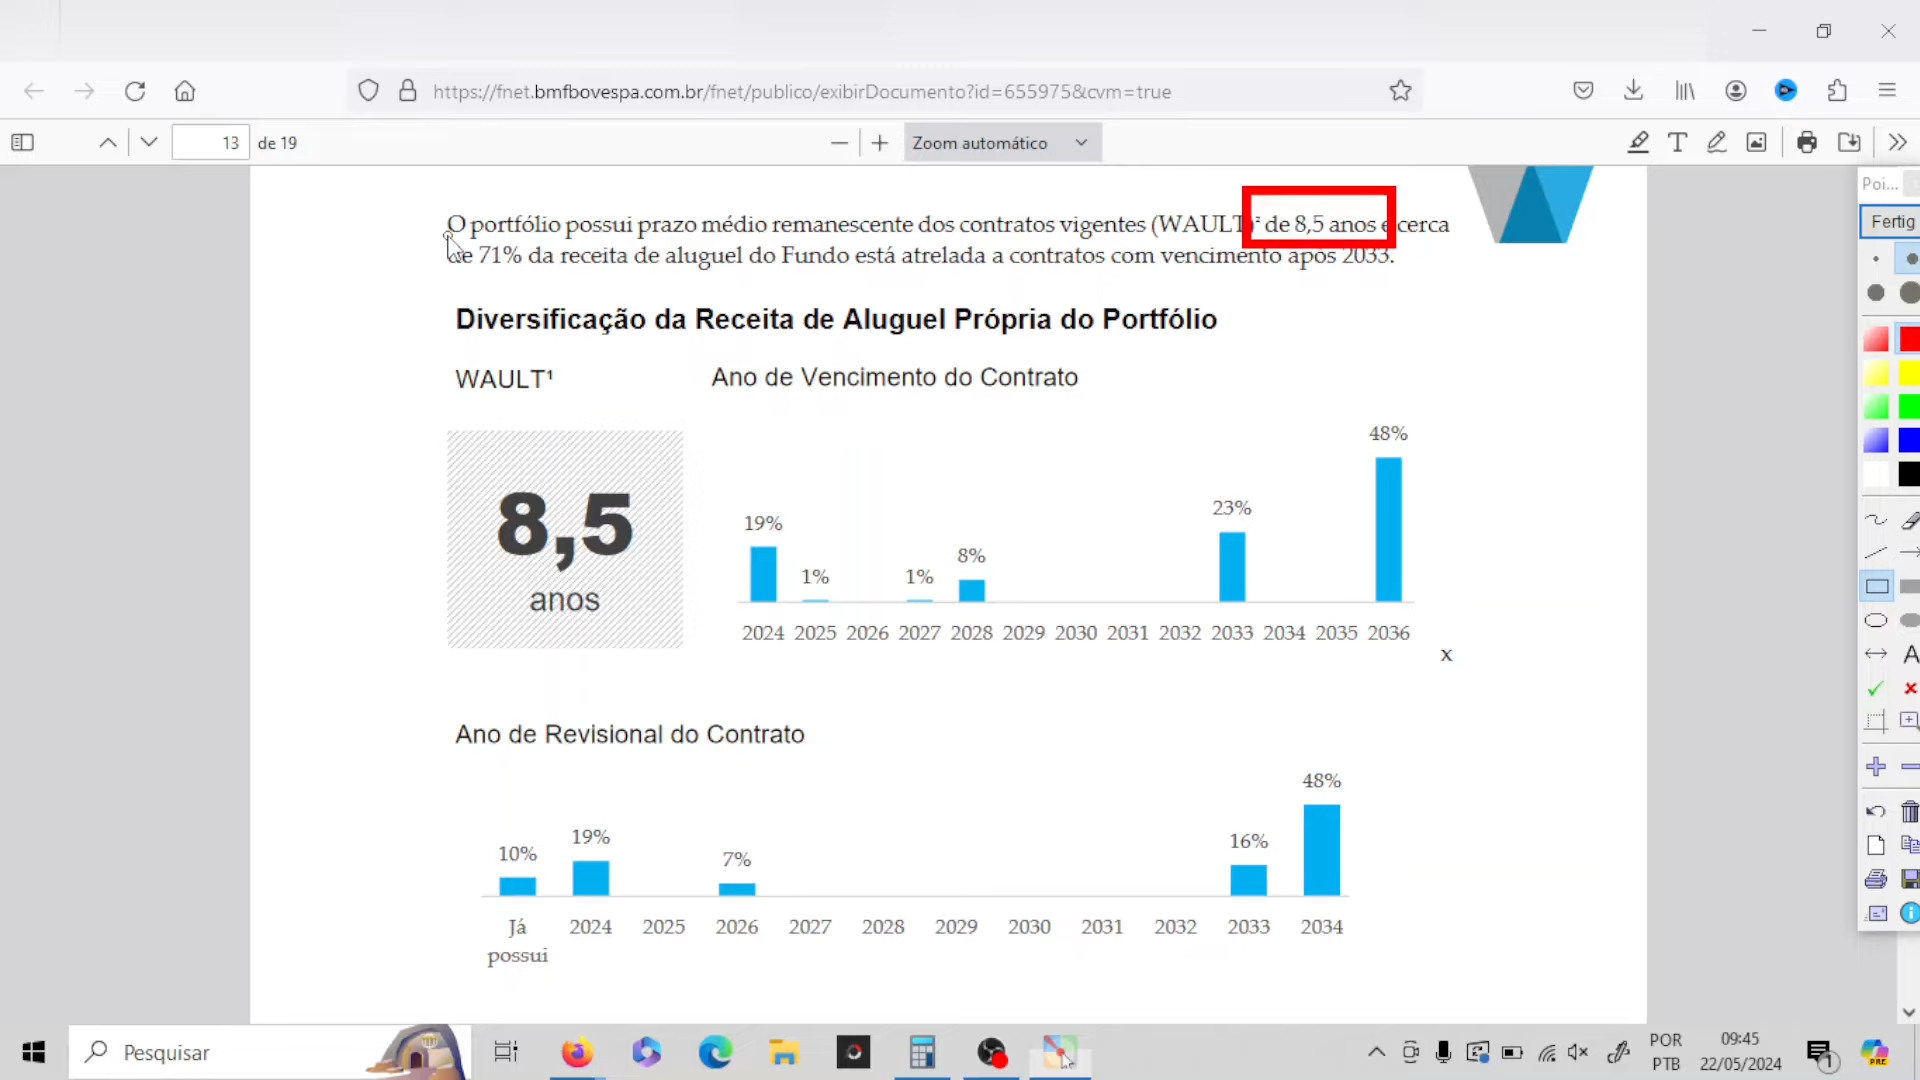 https://fnet.bmfbovespa.com.br/fnet/publico/exibirDocumento?id=655975&cvm=true
13 de 19
Zoom automático
Poi...
Fertig
O portfólio possui prazo médio remanescente dos contratos vigentes (WAULT)² de 8,5 anos e cerca
de 71% da receita de aluguel do Fundo está atrelada a contratos com vencimento após 2033.
Diversificação da Receita de Aluguel Própria do Portfólio
WAULT¹
Ano de Vencimento do Contrato
8,5
anos
19% 1% 1% 8% 23% 48%
2024 2025 2026 2027 2028 2029 2030 2031 2032 2033 2034 2035 2036
x
Ano de Revisional do Contrato
10% 19% 7% 16% 48%
Já possui 2024 2025 2026 2027 2028 2029 2030 2031 2032 2033 2034
Pesquisar
POR
PTB
09:45
22/05/2024
1
PRE